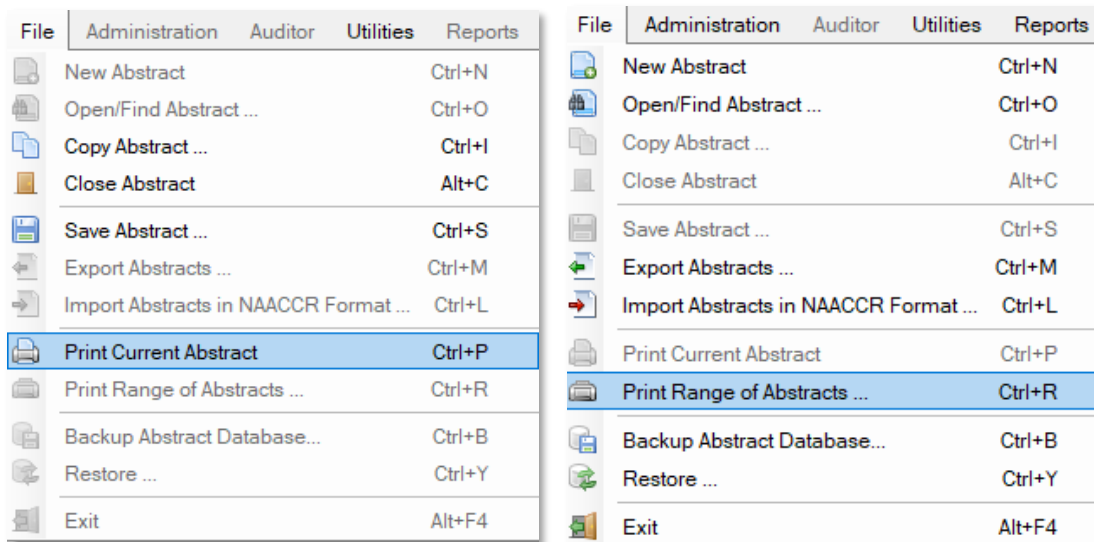 File Administration Auditor Utilities Reports
New Abstract Ctrl+N
Open/Find Abstract ... Ctrl+O
Copy Abstract ... Ctrl+I
Close Abstract Alt+C
Save Abstract ... Ctrl+S
Export Abstracts ... Ctrl+M
Import Abstracts in NAACCR Format ... Ctrl+L
Print Current Abstract Ctrl+P
Print Range of Abstracts ... Ctrl+R
Backup Abstract Database... Ctrl+B
Restore ... Ctrl+Y
Exit Alt+F4
File Administration Auditor Utilities Reports
New Abstract Ctrl+N
Open/Find Abstract ... Ctrl+O
Copy Abstract ... Ctrl+I
Close Abstract Alt+C
Save Abstract ... Ctrl+S
Export Abstracts ... Ctrl+M
Import Abstracts in NAACCR Format ... Ctrl+L
Print Current Abstract Ctrl+P
Print Range of Abstracts ... Ctrl+R
Backup Abstract Database... Ctrl+B
Restore ... Ctrl+Y
Exit Alt+F4